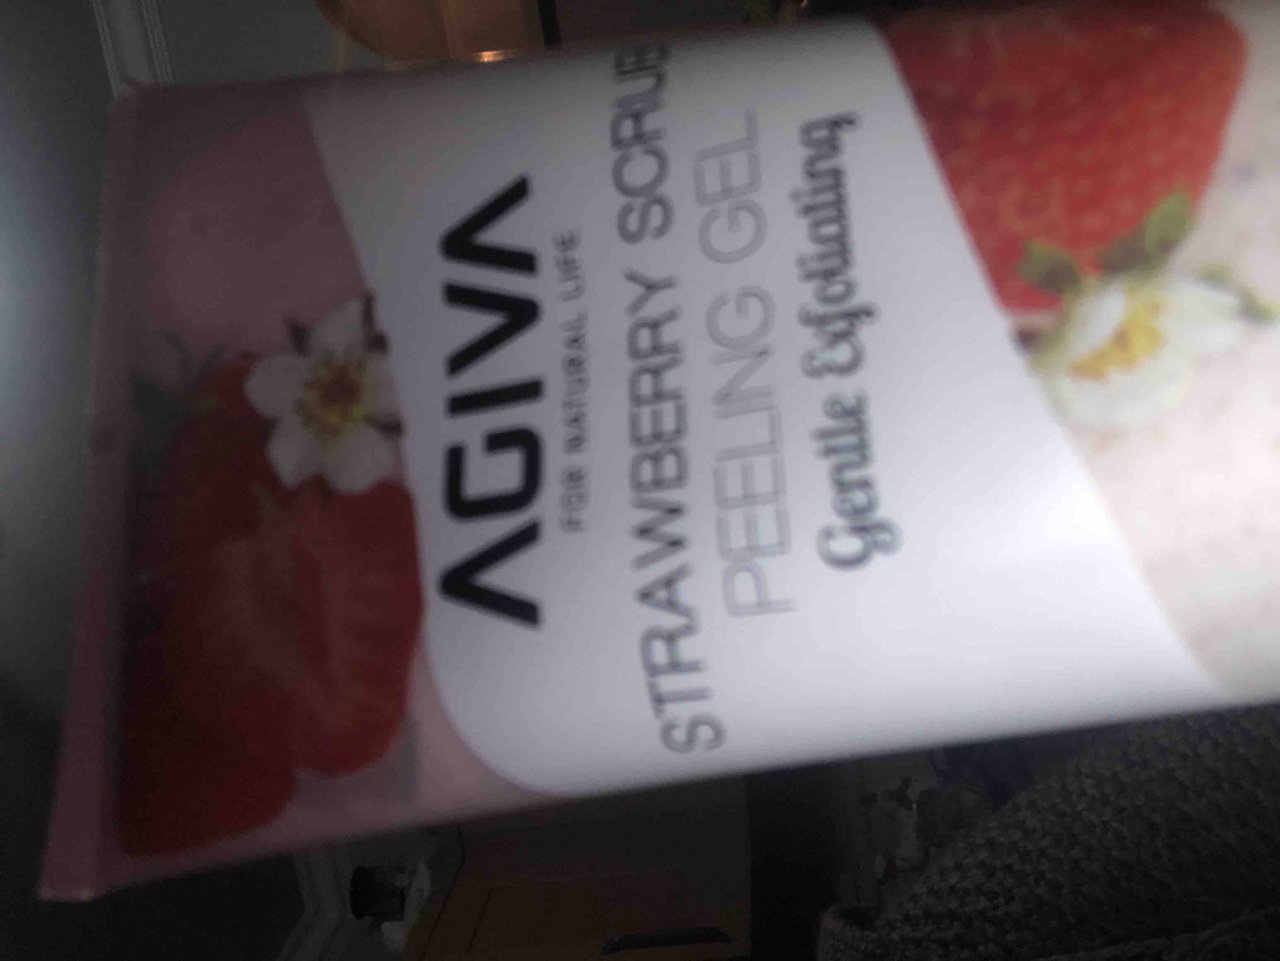 AGIVA
FOR NATURAL LIFE
STRAWBERRY SCRUB
PEELING GEL
Gentle Exfoliating